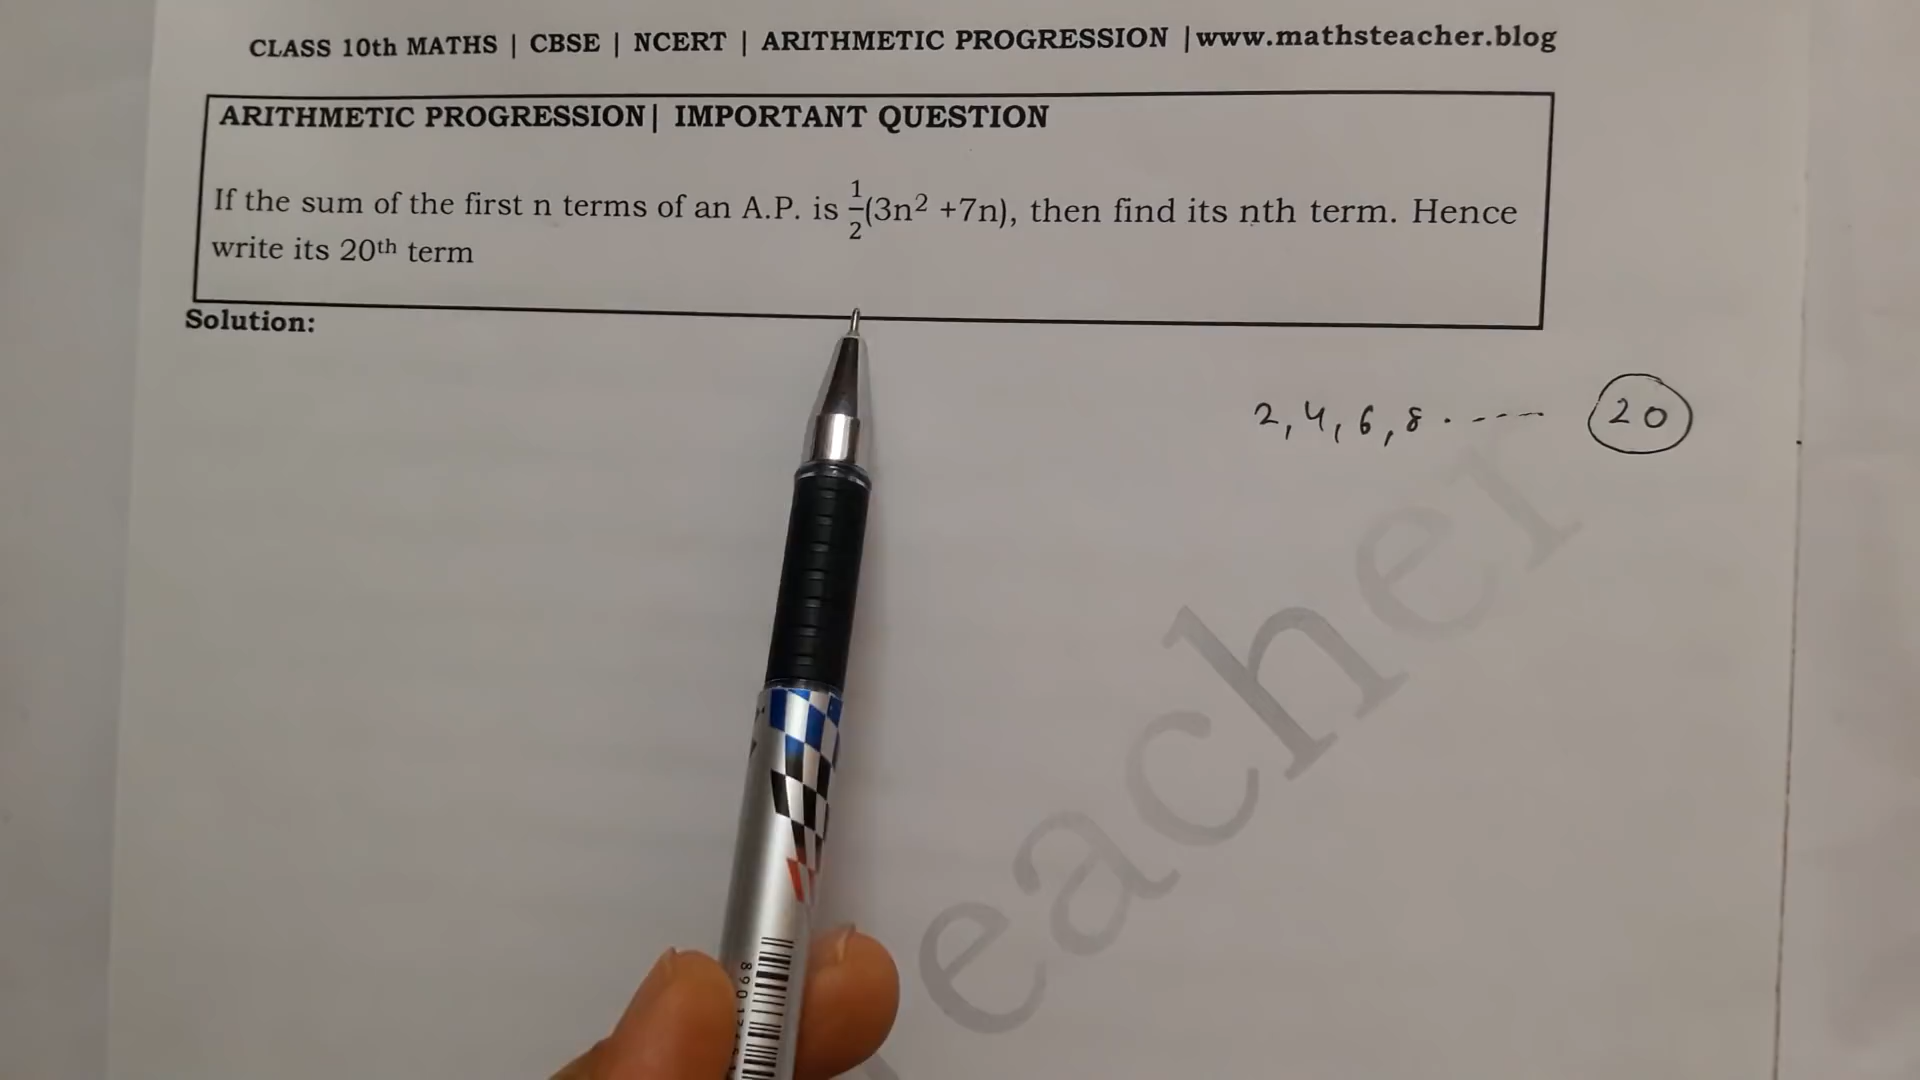 CLASS 10th MATHS | CBSE | NCERT | ARITHMETIC PROGRESSION |www.mathsteacher.blog
ARITHMETIC PROGRESSION| IMPORTANT QUESTION
If the sum of the first n terms of an A.P. is 1/2(3n² +7n), then find its nth term. Hence
write its 20th term
Solution:
2, 4, 6, 8 . ---- 20
eacher